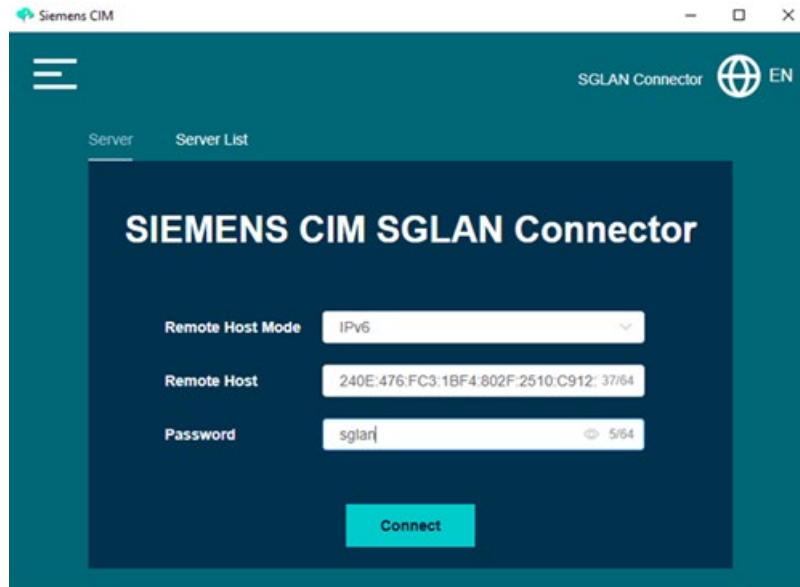 Siemens CIM
SGLAN Connector EN
Server Server List
SIEMENS CIM SGLAN Connector
Remote Host Mode IPv6
Remote Host 240E:476:FC3:1BF4:802F:2510:C912: 37/64
Password sglan 5/64
Connect